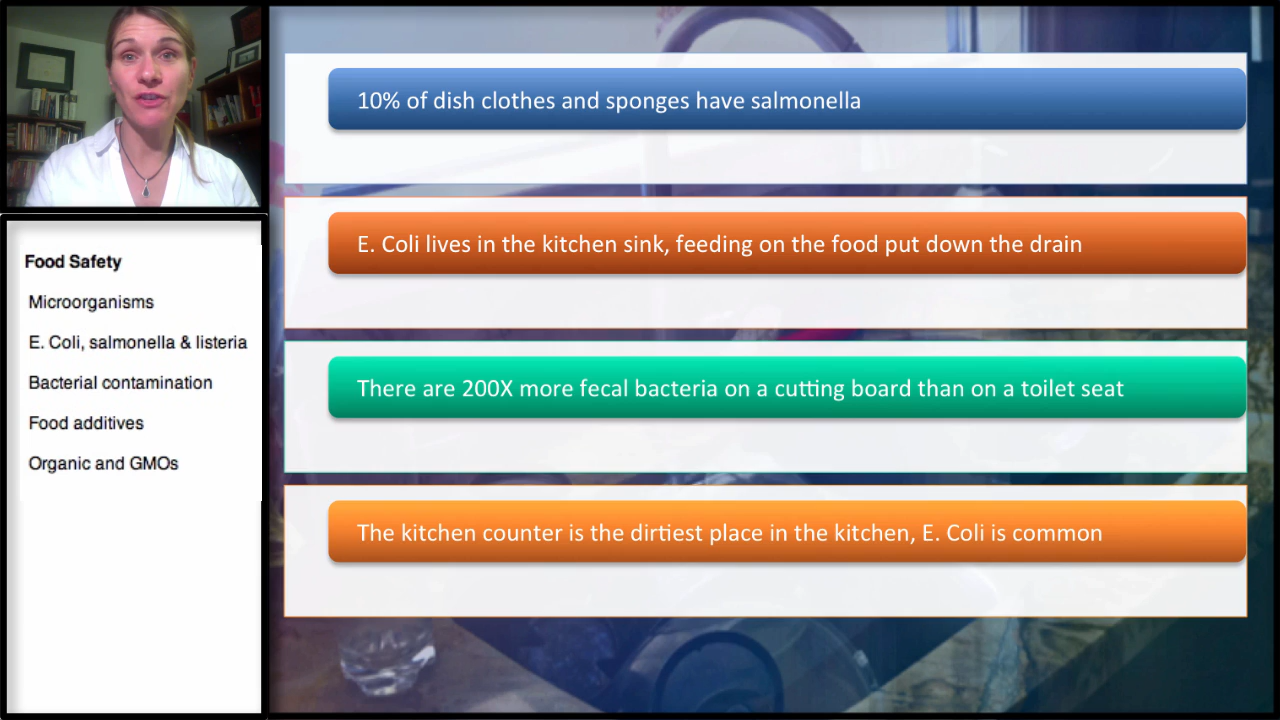 10% of dish clothes and sponges have salmonella
E. Coli lives in the kitchen sink, feeding on the food put down the drain
There are 200X more fecal bacteria on a cutting board than on a toilet seat
The kitchen counter is the dirtiest place in the kitchen, E. Coli is common
Food Safety
Microorganisms
E. Coli, salmonella & listeria
Bacterial contamination
Food additives
Organic and GMOs